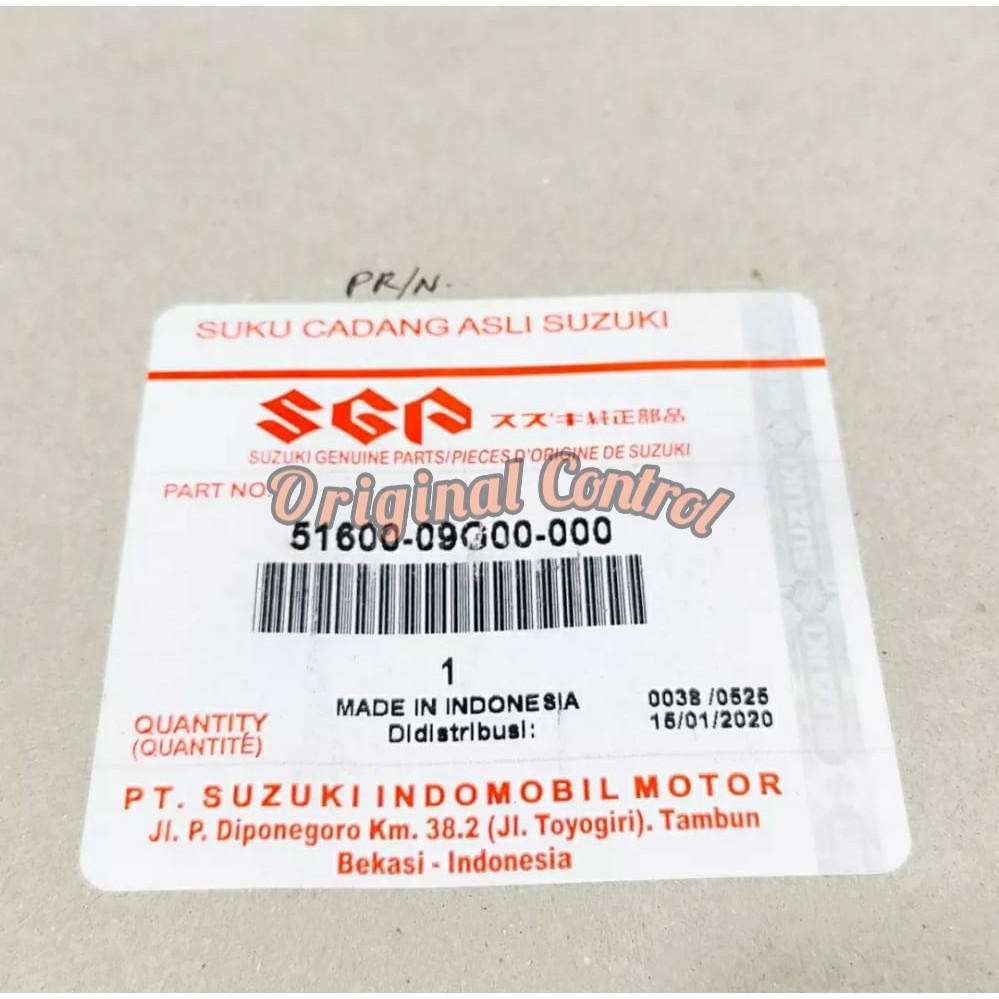 PR/N.
SUKU CADANG ASLI SUZUKI
SGP スズキ純正部品
SUZUKI GENUINE PARTS/PIECES D'ORIGINE DE SUZUKI
PART NO.
Original Control
51600-09G00-000
1
MADE IN INDONESIA
Didistribusi:
0038 /0525
15/01/2020
QUANTITY
(QUANTITÉ)
PT. SUZUKI INDOMOBIL MOTOR
Jl. P. Diponegoro Km. 38.2 (Jl. Toyogiri). Tambun
Bekasi - Indonesia
SUZUKI
SUZUKI